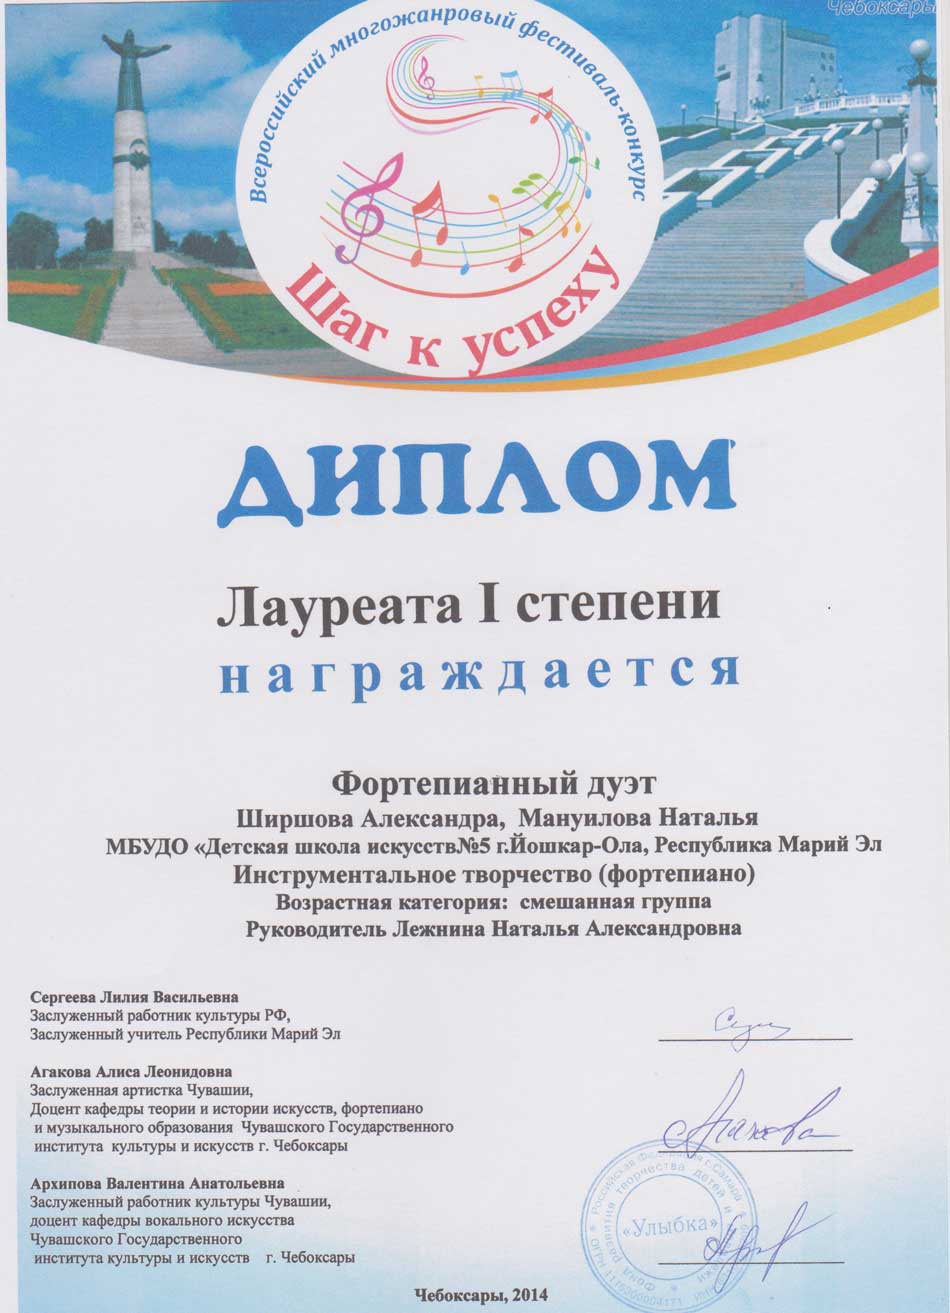 Чебоксары
Всероссийский многожанровый фестиваль-конкурс
Шаг к успеху
ДИПЛОМ
Лауреата I степени
награждается
Фортепианный дуэт
Ширшова Александра, Мануилова Наталья
МБУДО «Детская школа искусств№5 г.Йошкар-Ола, Республика Марий Эл
Инструментальное творчество (фортепиано)
Возрастная категория: смешанная группа
Руководитель Лежнина Наталья Александровна
Сергеева Лилия Васильевна
Заслуженный работник культуры РФ,
Заслуженный учитель Республики Марий Эл
Агакова Алиса Леонидовна
Заслуженная артистка Чувашии,
Доцент кафедры теории и истории искусств, фортепиано
и музыкального образования Чувашского Государственного
института культуры и искусств г. Чебоксары
Архипова Валентина Анатольевна
Заслуженный работник культуры Чувашии,
доцент кафедры вокального искусства
Чувашского Государственного
института культуры и искусств г. Чебоксары
Российская Федерация г. Самара
Фонд развития творчества детей и
«Улыбка»
Чебоксары, 2014